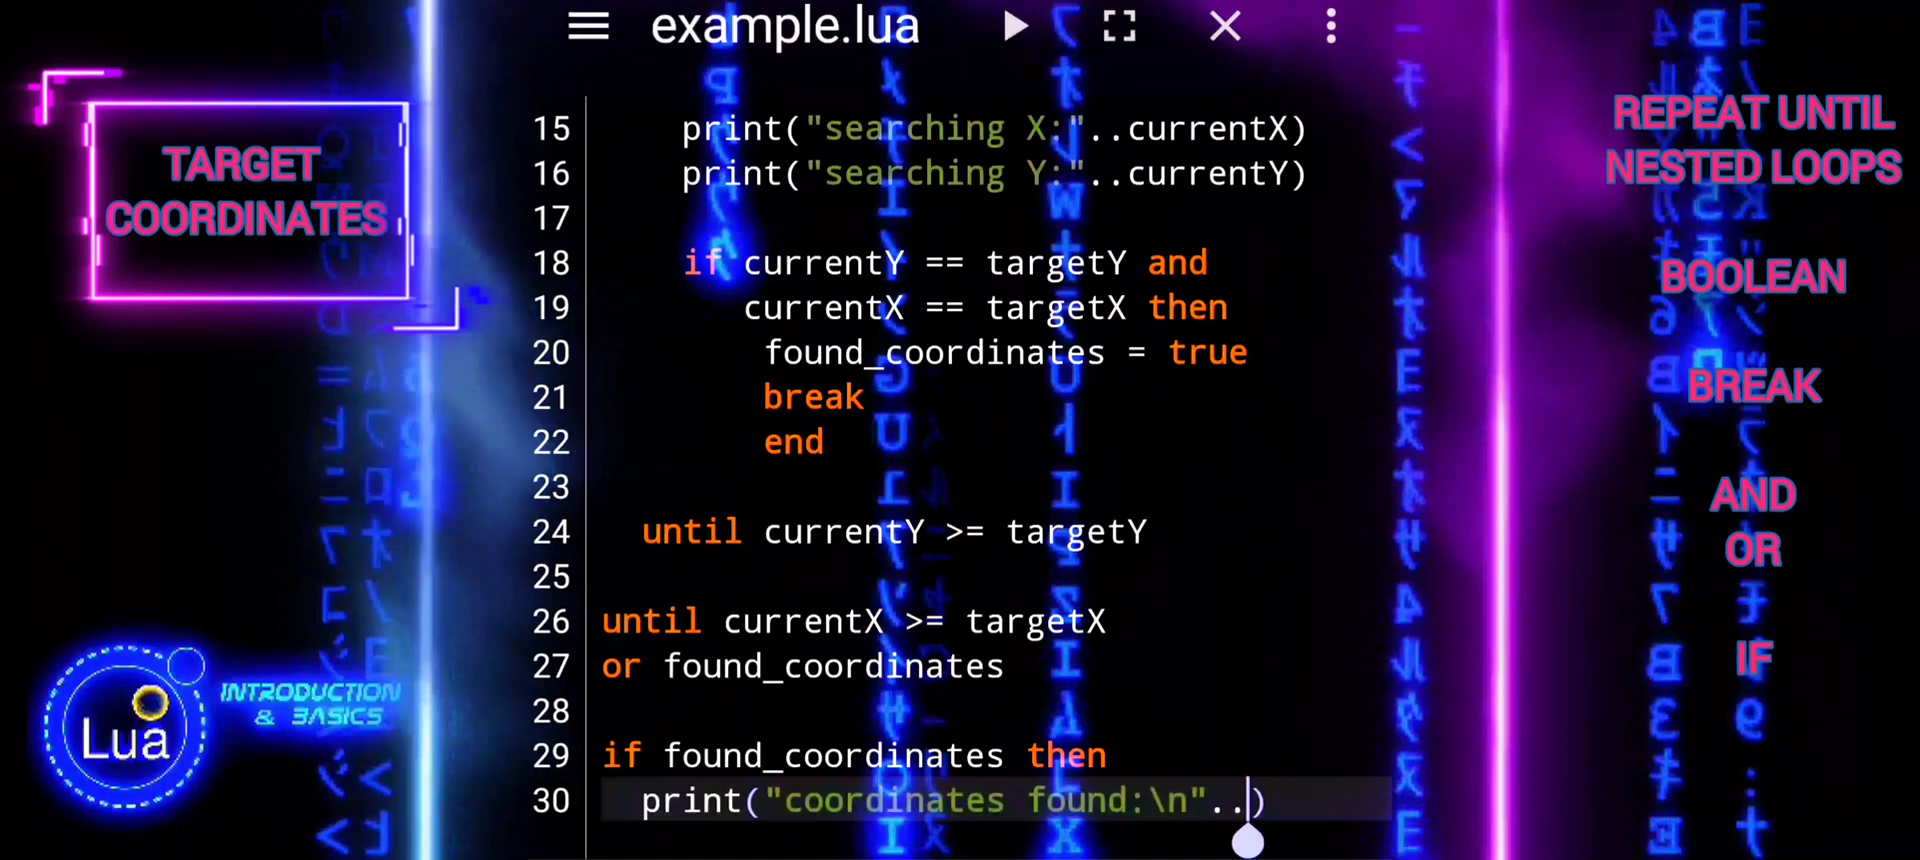 example.lua
TARGET
COORDINATES
15 print("searching X:"..currentX)
16 print("searching Y:"..currentY)
17
18 if currentY == targetY and
19 currentX == targetX then
20 found_coordinates = true
21 break
22 end
23
24 until currentY >= targetY
25
26 until currentX >= targetX
27 or found_coordinates
28
29 if found_coordinates then
30 print("coordinates found:\n"..)
REPEAT UNTIL
NESTED LOOPS
BOOLEAN
BREAK
AND
OR
IF
Lua
INTRODUCTION
& BASICS